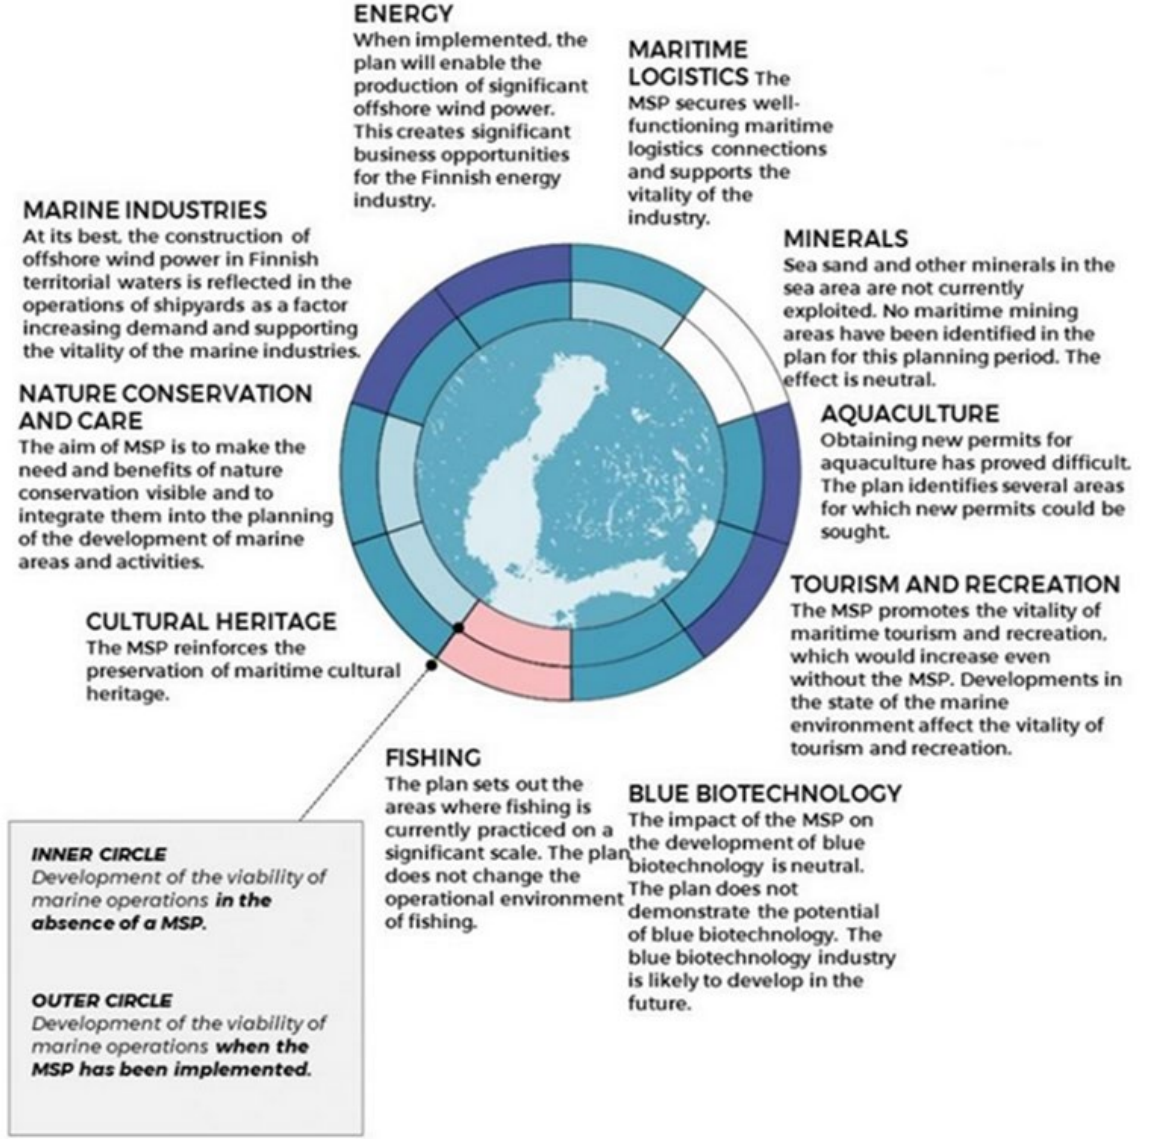 ENERGY
When implemented, the
plan will enable the
production of significant
offshore wind power.
This creates significant
business opportunities
for the Finnish energy
industry.
MARITIME
LOGISTICS The
MSP secures well-
functioning maritime
logistics connections
and supports the
vitality of the
industry.
MINERALS
Sea sand and other minerals in the
sea area are not currently
exploited. No maritime mining
areas have been identified in the
plan for this planning period. The
effect is neutral.
AQUACULTURE
Obtaining new permits for
aquaculture has proved difficult.
The plan identifies several areas
for which new permits could be
sought.
TOURISM AND RECREATION
The MSP promotes the vitality of
maritime tourism and recreation,
which would increase even
without the MSP. Developments in
the state of the marine
environment affect the vitality of
tourism and recreation.
BLUE BIOTECHNOLOGY
The impact of the MSP on
the development of blue
biotechnology is neutral.
The plan does not
demonstrate the potential
of blue biotechnology. The
blue biotechnology industry
is likely to develop in the
future.
FISHING
The plan sets out the
areas where fishing is
currently practiced on a
significant scale. The plan
does not change the
operational environment
of fishing.
CULTURAL HERITAGE
The MSP reinforces the
preservation of maritime cultural
heritage.
NATURE CONSERVATION
AND CARE
The aim of MSP is to make the
need and benefits of nature
conservation visible and to
integrate them into the planning
of the development of marine
areas and activities.
MARINE INDUSTRIES
At its best, the construction of
offshore wind power in Finnish
territorial waters is reflected in the
operations of shipyards as a factor
increasing demand and supporting
the vitality of the marine industries.
INNER CIRCLE
Development of the viability of
marine operations in the
absence of a MSP.
OUTER CIRCLE
Development of the viability of
marine operations when the
MSP has been implemented.